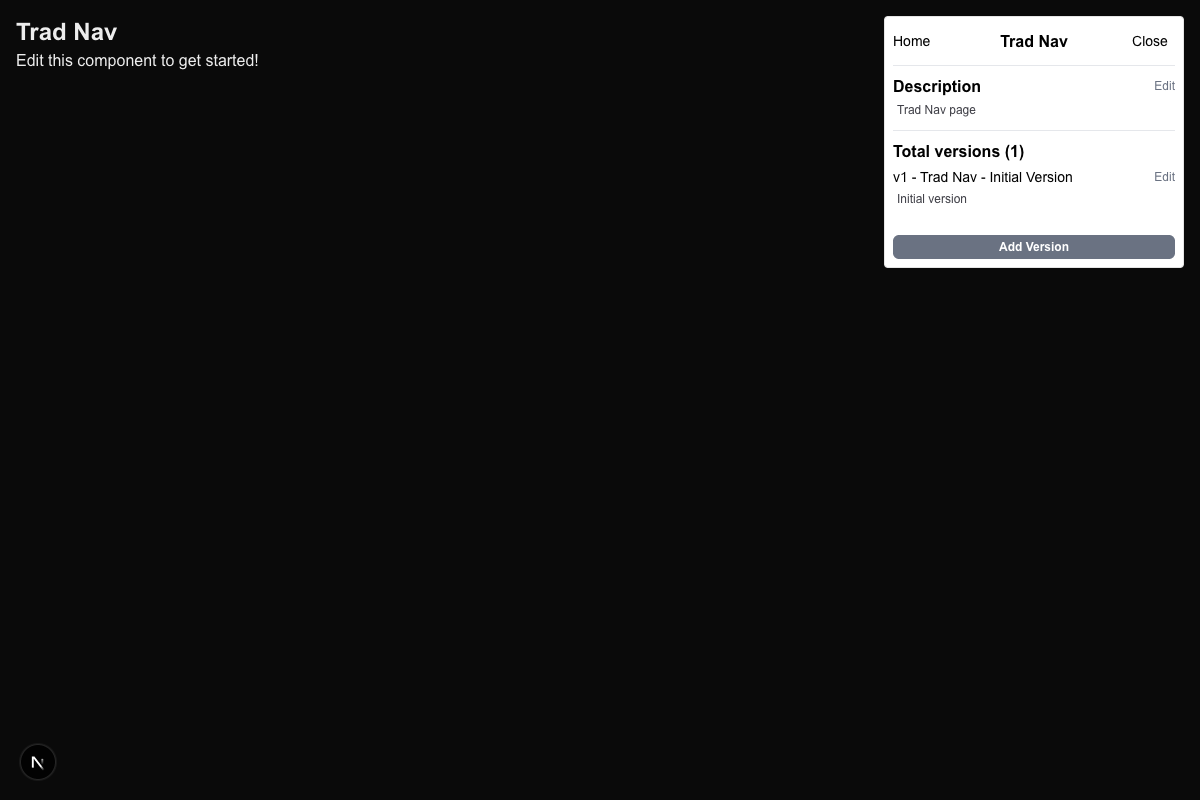 Trad Nav
Edit this component to get started!
Home Trad Nav Close
Description Edit
Trad Nav page
Total versions (1)
v1 - Trad Nav - Initial Version Edit
Initial version
Add Version
N